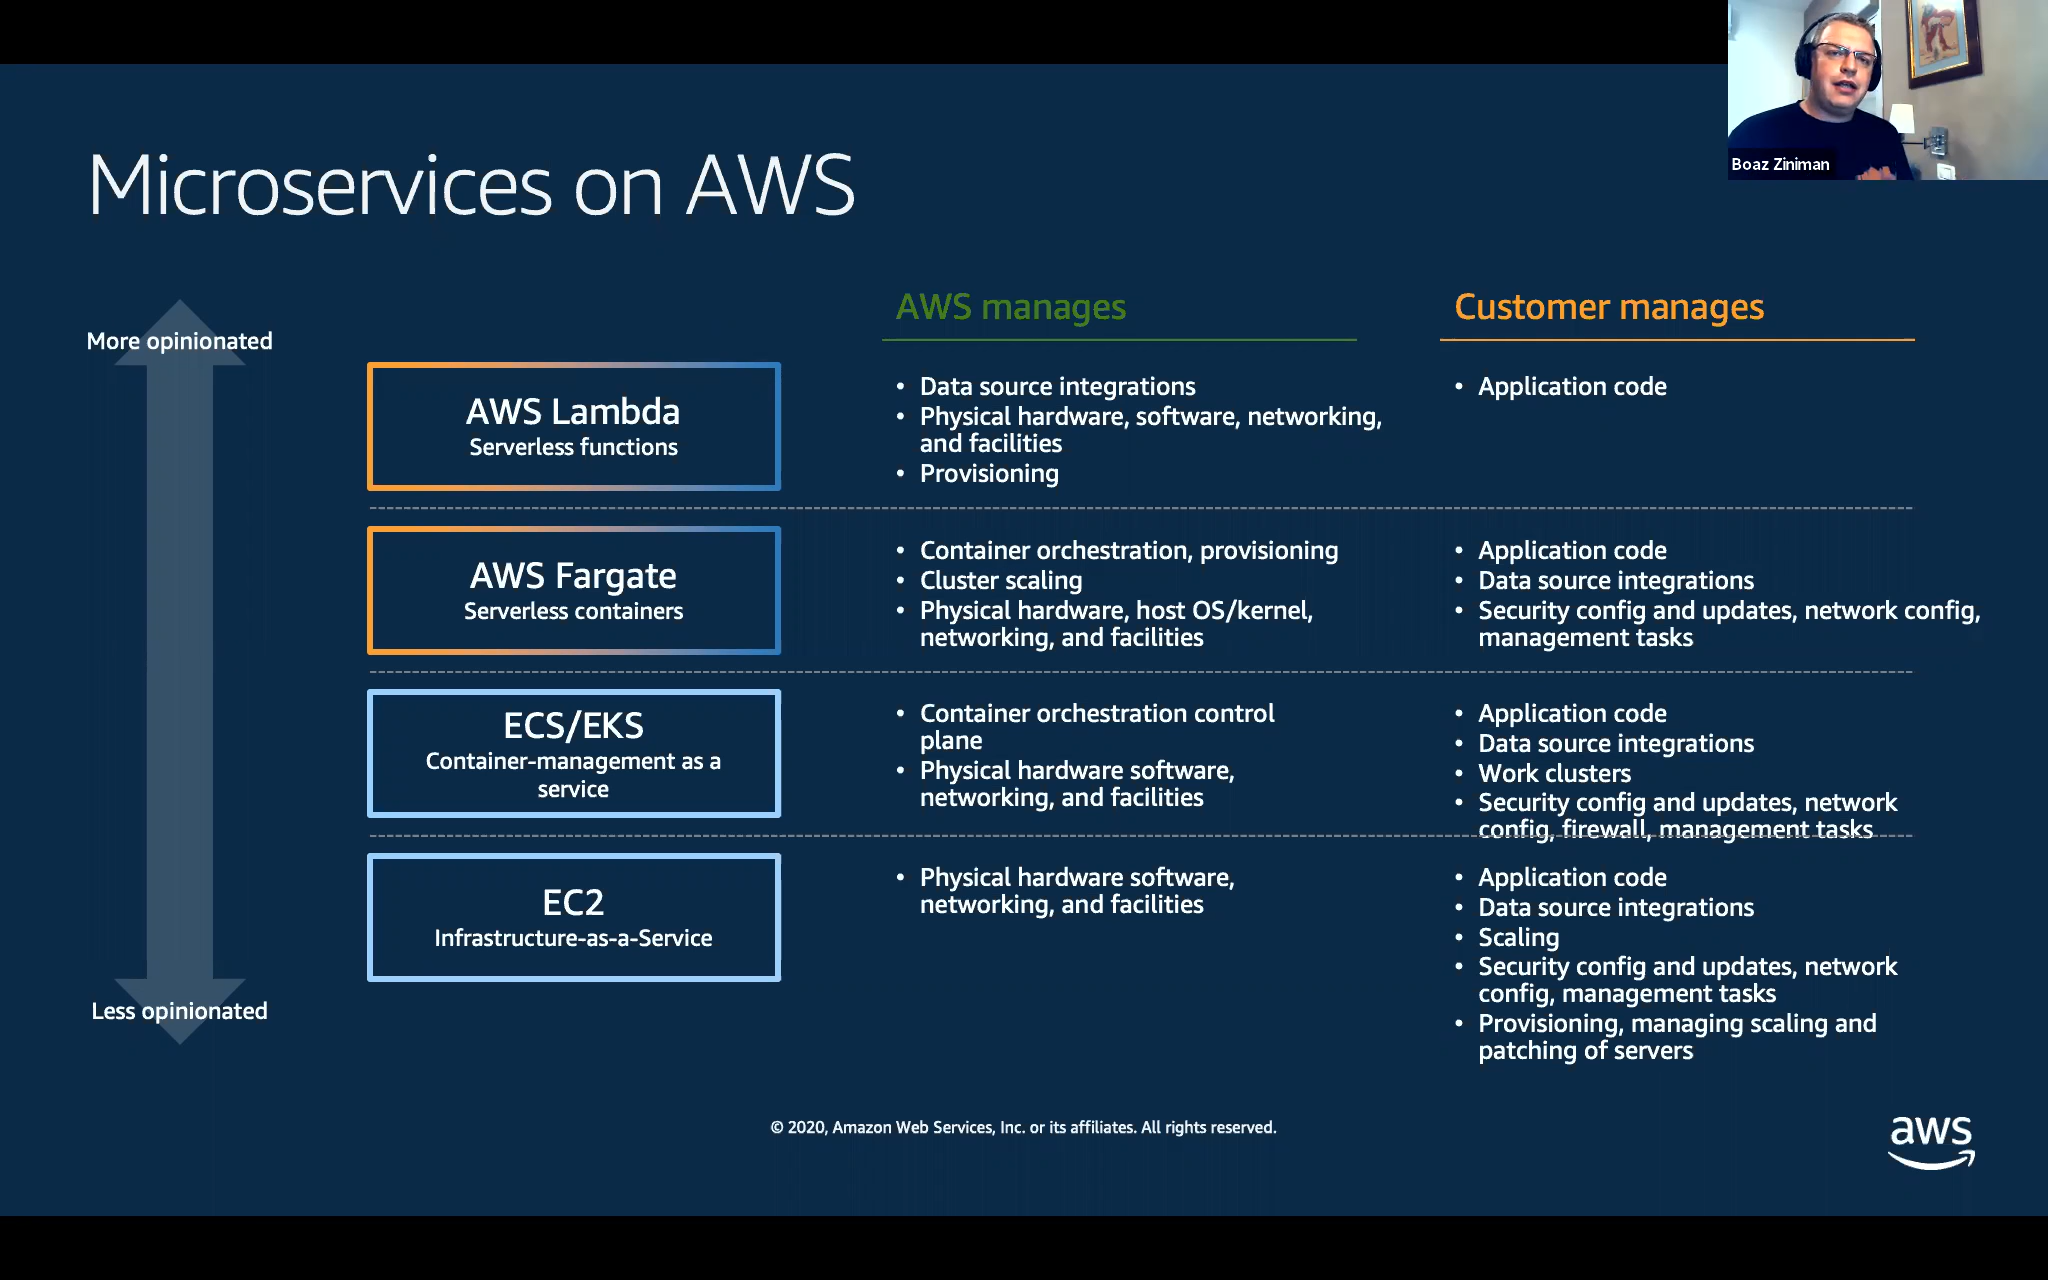 Boaz Ziniman
Microservices on AWS
AWS manages
Customer manages
More opinionated
AWS Lambda
Serverless functions
• Data source integrations
• Physical hardware, software, networking,
and facilities
• Provisioning
• Application code
AWS Fargate
Serverless containers
• Container orchestration, provisioning
• Cluster scaling
• Physical hardware, host OS/kernel,
networking, and facilities
• Application code
• Data source integrations
• Security config and updates, network config,
management tasks
ECS/EKS
Container-management as a
service
• Container orchestration control
plane
• Physical hardware software,
networking, and facilities
• Application code
• Data source integrations
• Work clusters
• Security config and updates, network
config, firewall, management tasks
EC2
Infrastructure-as-a-Service
• Physical hardware software,
networking, and facilities
• Application code
• Data source integrations
• Scaling
• Security config and updates, network
config, management tasks
• Provisioning, managing scaling and
patching of servers
Less opinionated
© 2020, Amazon Web Services, Inc. or its affiliates. All rights reserved.
aws